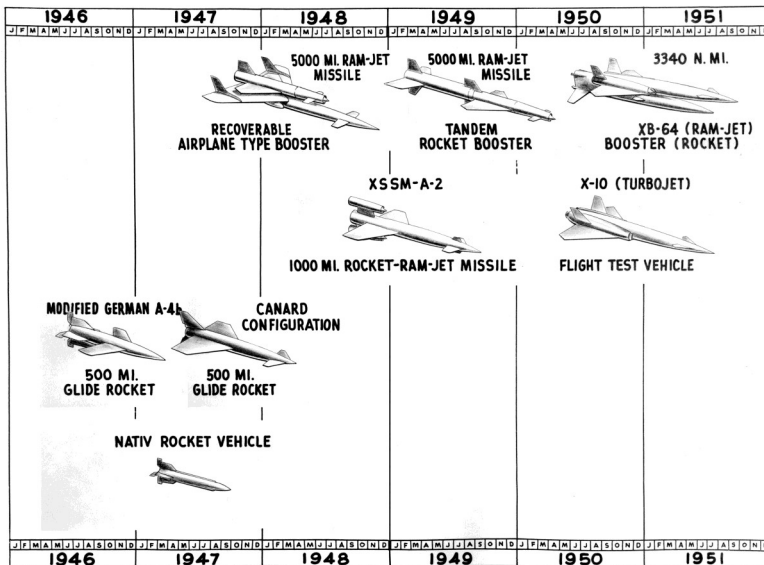 1946 1947 1948 1949 1950 1951
J F M A M J J A S O N D J F M A M J J A S O N D J F M A M J J A S O N D J F M A M J J A S O N D J F M A M J J A S O N D J F M A M J J A S O N D
5000 MI. RAM-JET
MISSILE
RECOVERABLE
AIRPLANE TYPE BOOSTER
5000 MI. RAM-JET
MISSILE
TANDEM
ROCKET BOOSTER
3340 N. MI.
XB-64 (RAM-JET)
BOOSTER (ROCKET)
XSSM-A-2
1000 MI. ROCKET-RAM-JET MISSILE
X-10 (TURBOJET)
FLIGHT TEST VEHICLE
MODIFIED GERMAN A-4b
500 MI.
GLIDE ROCKET
CANARD
CONFIGURATION
500 MI.
GLIDE ROCKET
NATIV ROCKET VEHICLE
J F M A M J J A S O N D J F M A M J J A S O N D J F M A M J J A S O N D J F M A M J J A S O N D J F M A M J J A S O N D J F M A M J J A S O N D
1946 1947 1948 1949 1950 1951